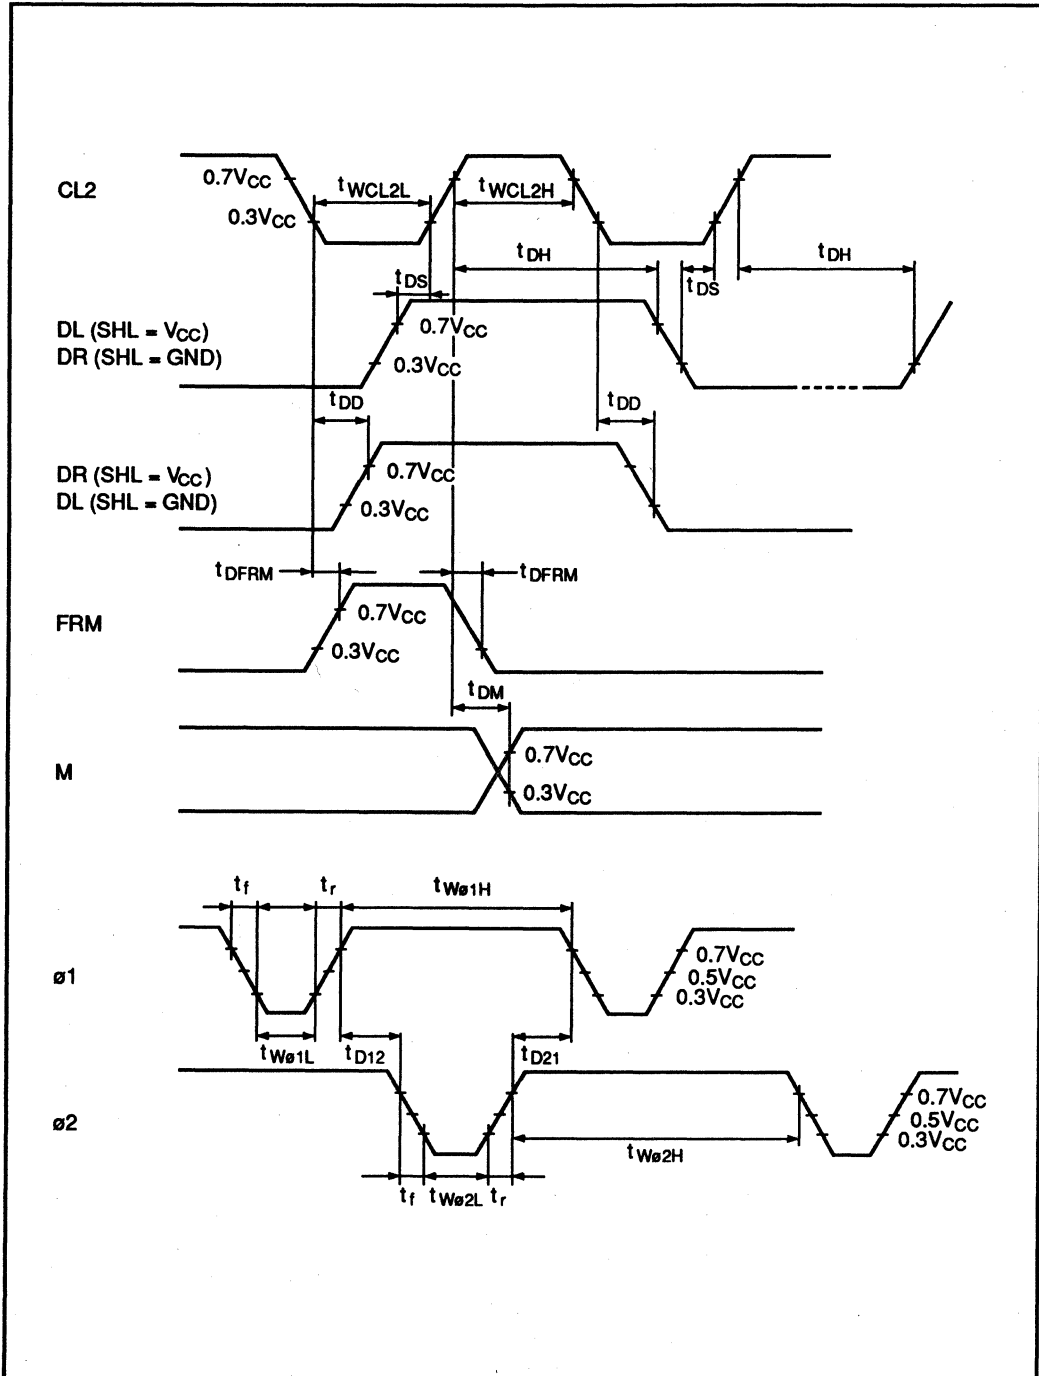 CL2
0.7VCC
0.3VCC
tWCL2L
tWCL2H
tDH
tDH
tDS
tDS
DL (SHL = VCC)
DR (SHL = GND)
0.7VCC
0.3VCC
tDD
tDD
DR (SHL = VCC)
DL (SHL = GND)
0.7VCC
0.3VCC
tDFRM
tDFRM
FRM
0.7VCC
0.3VCC
tDM
M
0.7VCC
0.3VCC
tf
tr
tWø1H
ø1
0.7VCC
0.5VCC
0.3VCC
tWø1L
tD12
tD21
ø2
0.7VCC
0.5VCC
0.3VCC
tWø2H
tf
tWø2L
tr